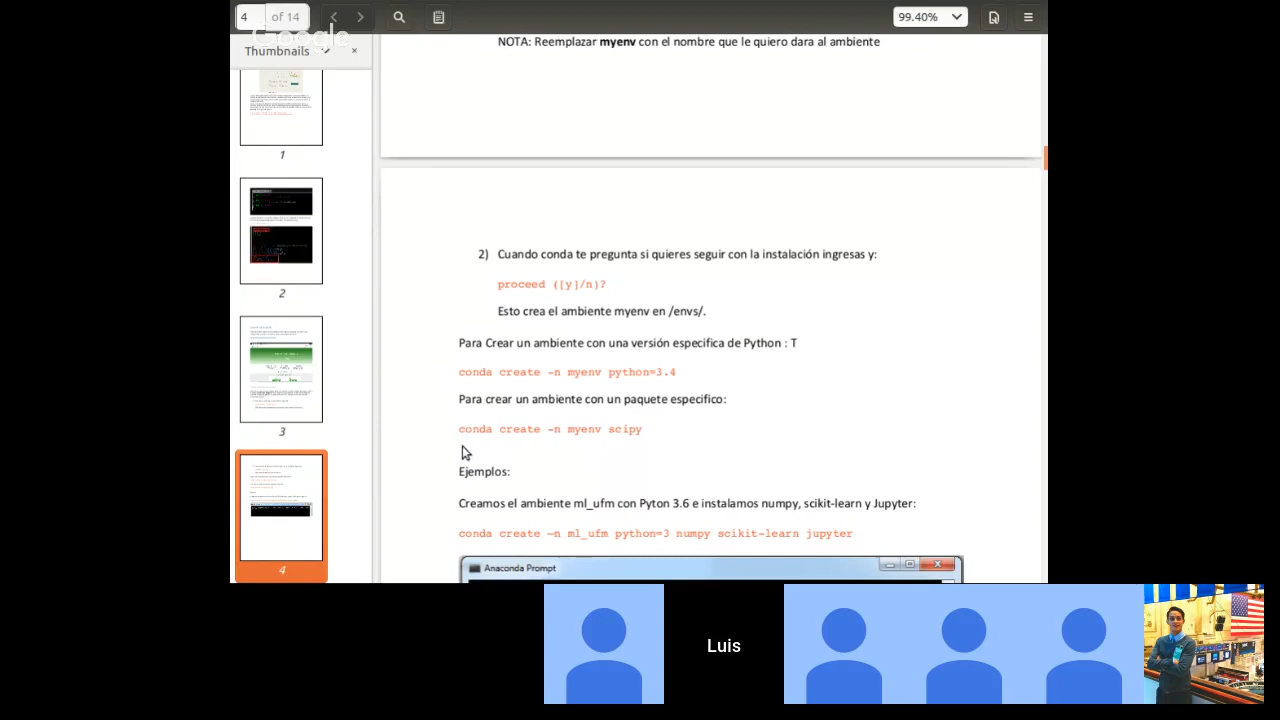 4 of 14
99.40%
Google
Thumbnails
1
2
3
4
NOTA: Reemplazar myenv con el nombre que le quiero dara al ambiente
2) Cuando conda te pregunta si quieres seguir con la instalación ingresas y:
proceed ([y]/n)?
Esto crea el ambiente myenv en /envs/.
Para Crear un ambiente con una versión especifica de Python : T
conda create -n myenv python=3.4
Para crear un ambiente con un paquete especifico:
conda create -n myenv scipy
Ejemplos:
Creamos el ambiente ml_ufm con Pyton 3.6 e instalamos numpy, scikit-learn y Jupyter:
conda create –n ml_ufm python=3 numpy scikit-learn jupyter
Anaconda Prompt
Luis